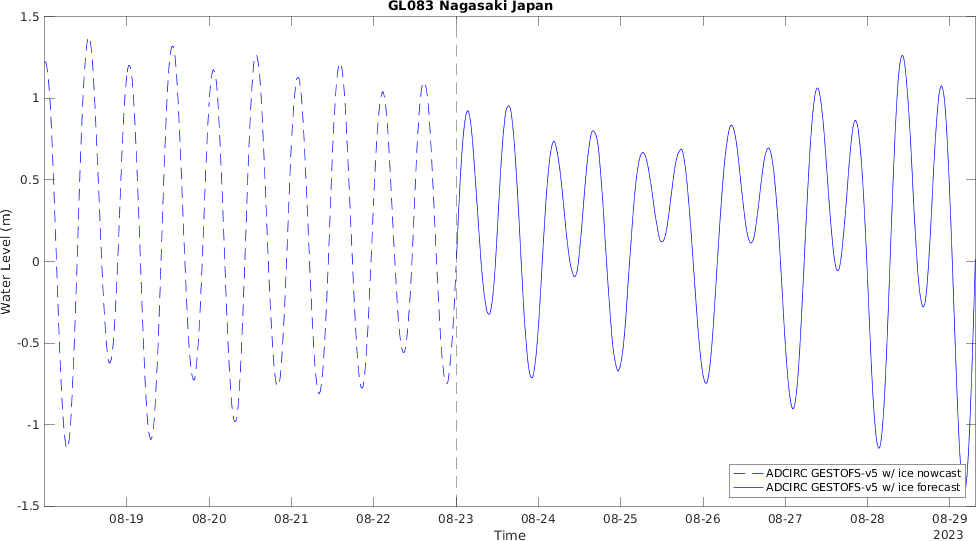 GL083 Nagasaki Japan
1.5
1
0.5
0
-0.5
-1
-1.5
Water Level (m)
ADCIRC GESTOFS-v5 w/ ice nowcast
ADCIRC GESTOFS-v5 w/ ice forecast
08-19 08-20 08-21 08-22 08-23 08-24 08-25 08-26 08-27 08-28 08-29
2023
Time